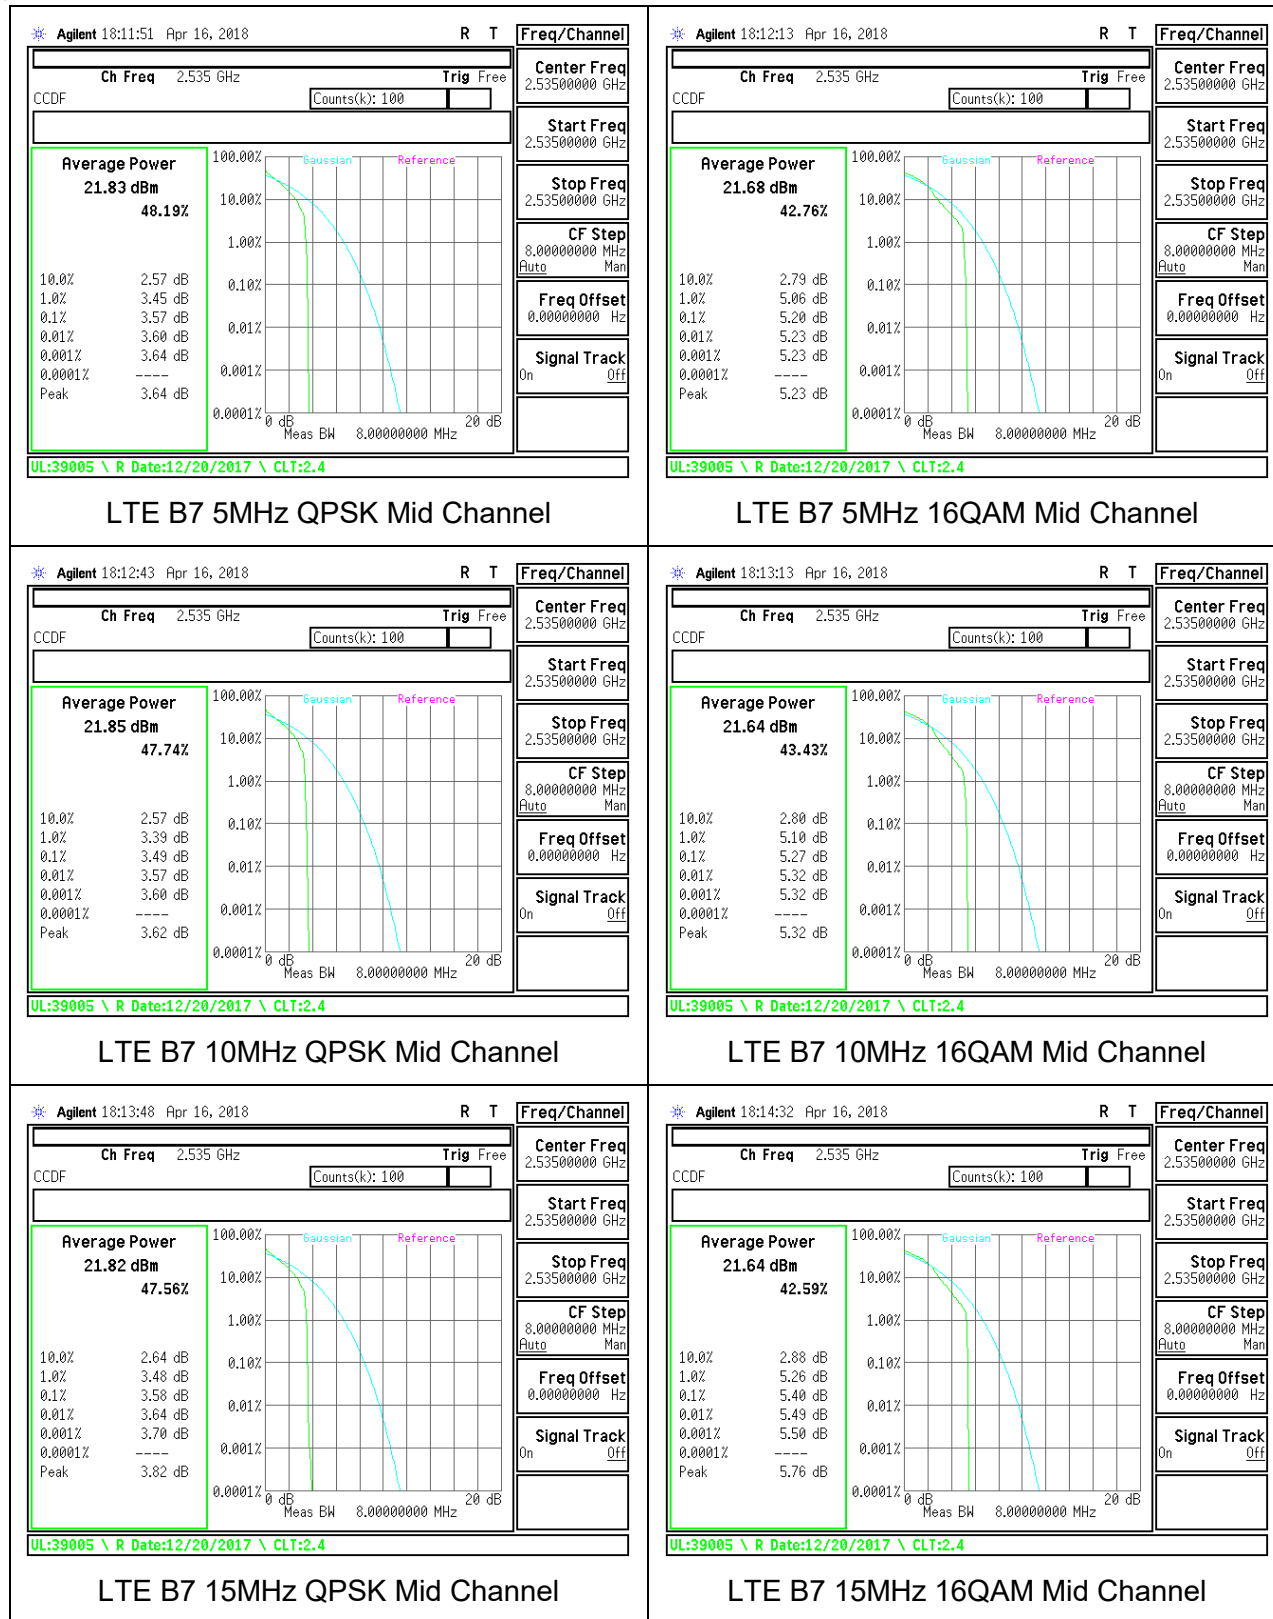 Agilent 18:11:51 Apr 16, 2018 R T Freq/Channel
Ch Freq 2.535 GHz Trig Free
CCDF Counts(k): 100
Center Freq
2.53500000 GHz
Start Freq
2.53500000 GHz
Stop Freq
2.53500000 GHz
CF Step
8.00000000 MHz
Auto Man
Freq Offset
0.00000000 Hz
Signal Track
On Off
Average Power
21.83 dBm
48.19%
10.0% 2.57 dB
1.0% 3.45 dB
0.1% 3.57 dB
0.01% 3.60 dB
0.001% 3.64 dB
0.0001% ----
Peak 3.64 dB
Gaussian Reference
100.00%
10.00%
1.00%
0.10%
0.01%
0.001%
0.0001%
0 dB 20 dB
Meas BW 8.00000000 MHz
UL:39005 \ R Date:12/20/2017 \ CLT:2.4
LTE B7 5MHz QPSK Mid Channel
Agilent 18:12:13 Apr 16, 2018 R T Freq/Channel
Ch Freq 2.535 GHz Trig Free
CCDF Counts(k): 100
Center Freq
2.53500000 GHz
Start Freq
2.53500000 GHz
Stop Freq
2.53500000 GHz
CF Step
8.00000000 MHz
Auto Man
Freq Offset
0.00000000 Hz
Signal Track
On Off
Average Power
21.68 dBm
42.76%
10.0% 2.79 dB
1.0% 5.06 dB
0.1% 5.20 dB
0.01% 5.23 dB
0.001% 5.23 dB
0.0001% ----
Peak 5.23 dB
Gaussian Reference
100.00%
10.00%
1.00%
0.10%
0.01%
0.001%
0.0001%
0 dB 20 dB
Meas BW 8.00000000 MHz
UL:39005 \ R Date:12/20/2017 \ CLT:2.4
LTE B7 5MHz 16QAM Mid Channel
Agilent 18:12:43 Apr 16, 2018 R T Freq/Channel
Ch Freq 2.535 GHz Trig Free
CCDF Counts(k): 100
Center Freq
2.53500000 GHz
Start Freq
2.53500000 GHz
Stop Freq
2.53500000 GHz
CF Step
8.00000000 MHz
Auto Man
Freq Offset
0.00000000 Hz
Signal Track
On Off
Average Power
21.85 dBm
47.74%
10.0% 2.57 dB
1.0% 3.39 dB
0.1% 3.49 dB
0.01% 3.57 dB
0.001% 3.60 dB
0.0001% ----
Peak 3.62 dB
Gaussian Reference
100.00%
10.00%
1.00%
0.10%
0.01%
0.001%
0.0001%
0 dB 20 dB
Meas BW 8.00000000 MHz
UL:39005 \ R Date:12/20/2017 \ CLT:2.4
LTE B7 10MHz QPSK Mid Channel
Agilent 18:13:13 Apr 16, 2018 R T Freq/Channel
Ch Freq 2.535 GHz Trig Free
CCDF Counts(k): 100
Center Freq
2.53500000 GHz
Start Freq
2.53500000 GHz
Stop Freq
2.53500000 GHz
CF Step
8.00000000 MHz
Auto Man
Freq Offset
0.00000000 Hz
Signal Track
On Off
Average Power
21.64 dBm
43.43%
10.0% 2.80 dB
1.0% 5.10 dB
0.1% 5.27 dB
0.01% 5.32 dB
0.001% 5.32 dB
0.0001% ----
Peak 5.32 dB
Gaussian Reference
100.00%
10.00%
1.00%
0.10%
0.01%
0.001%
0.0001%
0 dB 20 dB
Meas BW 8.00000000 MHz
UL:39005 \ R Date:12/20/2017 \ CLT:2.4
LTE B7 10MHz 16QAM Mid Channel
Agilent 18:13:48 Apr 16, 2018 R T Freq/Channel
Ch Freq 2.535 GHz Trig Free
CCDF Counts(k): 100
Center Freq
2.53500000 GHz
Start Freq
2.53500000 GHz
Stop Freq
2.53500000 GHz
CF Step
8.00000000 MHz
Auto Man
Freq Offset
0.00000000 Hz
Signal Track
On Off
Average Power
21.82 dBm
47.56%
10.0% 2.64 dB
1.0% 3.48 dB
0.1% 3.58 dB
0.01% 3.64 dB
0.001% 3.70 dB
0.0001% ----
Peak 3.82 dB
Gaussian Reference
100.00%
10.00%
1.00%
0.10%
0.01%
0.001%
0.0001%
0 dB 20 dB
Meas BW 8.00000000 MHz
UL:39005 \ R Date:12/20/2017 \ CLT:2.4
LTE B7 15MHz QPSK Mid Channel
Agilent 18:14:32 Apr 16, 2018 R T Freq/Channel
Ch Freq 2.535 GHz Trig Free
CCDF Counts(k): 100
Center Freq
2.53500000 GHz
Start Freq
2.53500000 GHz
Stop Freq
2.53500000 GHz
CF Step
8.00000000 MHz
Auto Man
Freq Offset
0.00000000 Hz
Signal Track
On Off
Average Power
21.64 dBm
42.59%
10.0% 2.88 dB
1.0% 5.26 dB
0.1% 5.40 dB
0.01% 5.49 dB
0.001% 5.50 dB
0.0001% ----
Peak 5.76 dB
Gaussian Reference
100.00%
10.00%
1.00%
0.10%
0.01%
0.001%
0.0001%
0 dB 20 dB
Meas BW 8.00000000 MHz
UL:39005 \ R Date:12/20/2017 \ CLT:2.4
LTE B7 15MHz 16QAM Mid Channel